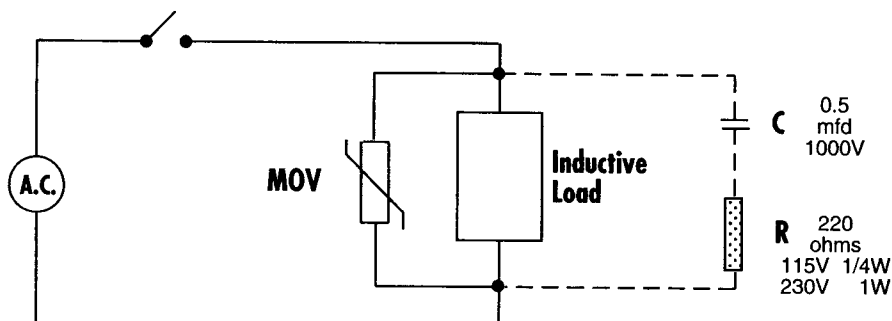 A.C.
MOV
Inductive
Load
C
0.5
mfd
1000V
R
220
ohms
115V 1/4W
230V 1W